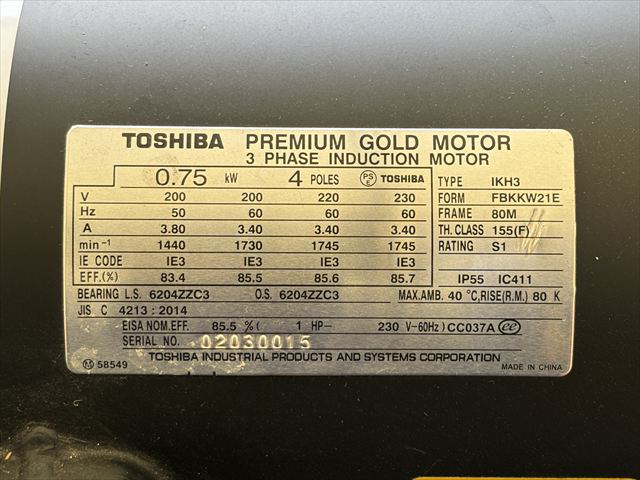 TOSHIBA PREMIUM GOLD MOTOR
3 PHASE INDUCTION MOTOR
0.75 kW 4 POLES PS E TOSHIBA
V 200 200 220 230
Hz 50 60 60 60
A 3.80 3.40 3.40 3.40
min⁻¹ 1440 1730 1745 1745
IE CODE IE3 IE3 IE3 IE3
EFF.(%) 83.4 85.5 85.6 85.7
TYPE IKH3
FORM FBKKW21E
FRAME 80M
TH. CLASS 155(F)
RATING S1
IP55 IC411
BEARING L.S. 6204ZZC3 O.S. 6204ZZC3 MAX.AMB. 40 °C,RISE(R.M.) 80 K
JIS C 4213 : 2014
EISA NOM.EFF. 85.5 % ( 1 HP- 230 V-60Hz ) CC037A ee
SERIAL NO. 02030015
TOSHIBA INDUSTRIAL PRODUCTS AND SYSTEMS CORPORATION
M 58549 MADE IN CHINA